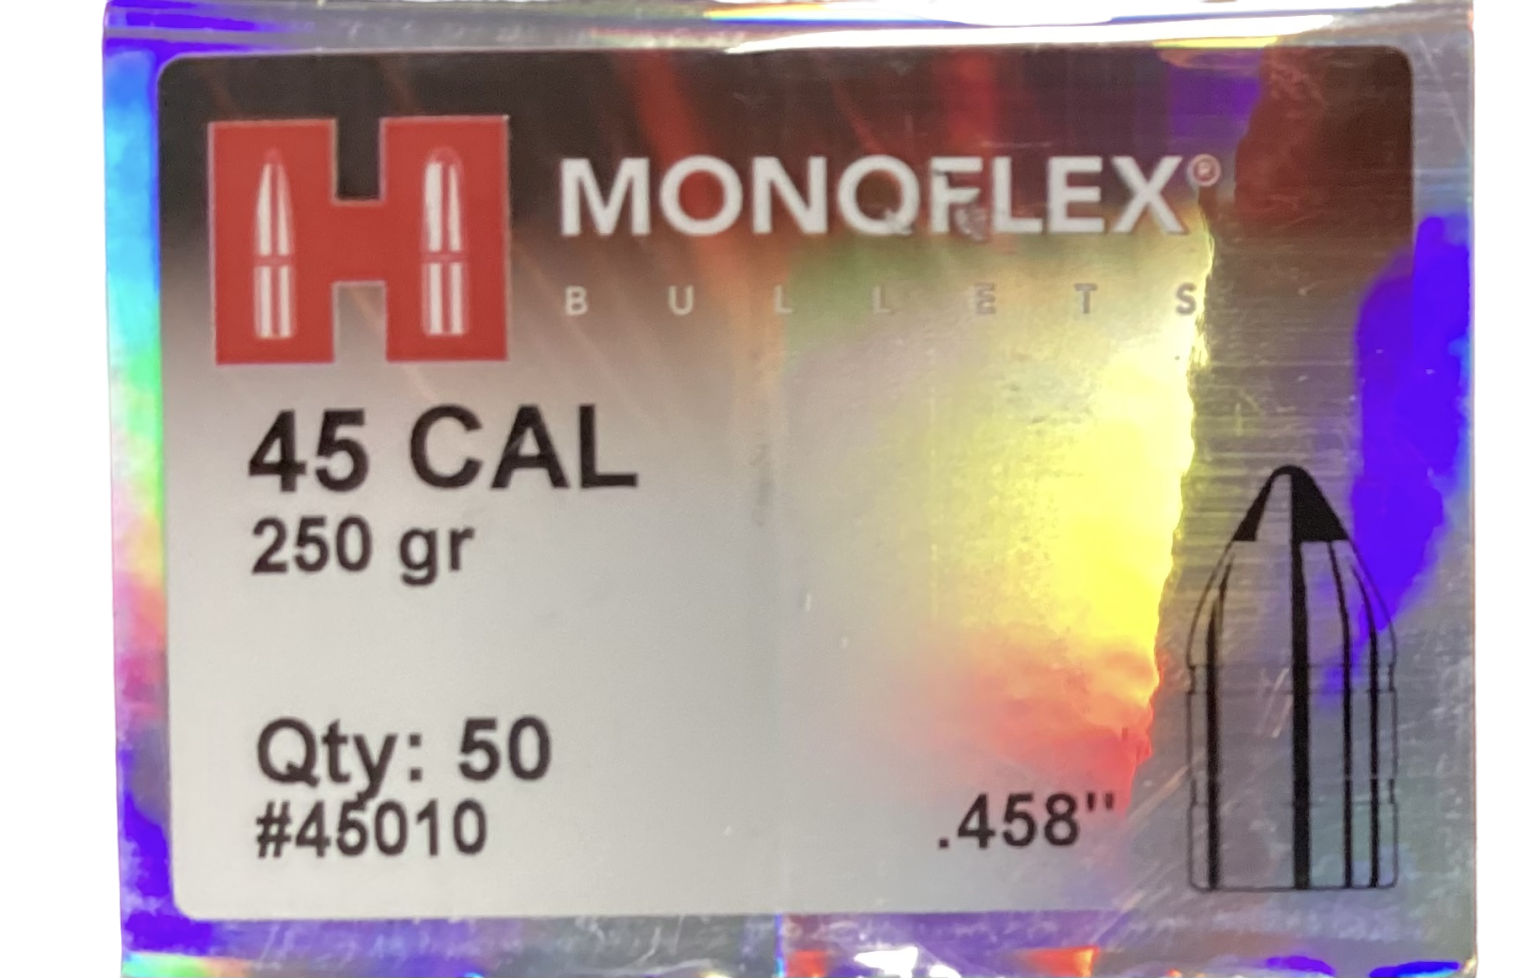 H
MONOFLEX®
BULLETS
45 CAL
250 gr
Qty: 50
#45010
.458"